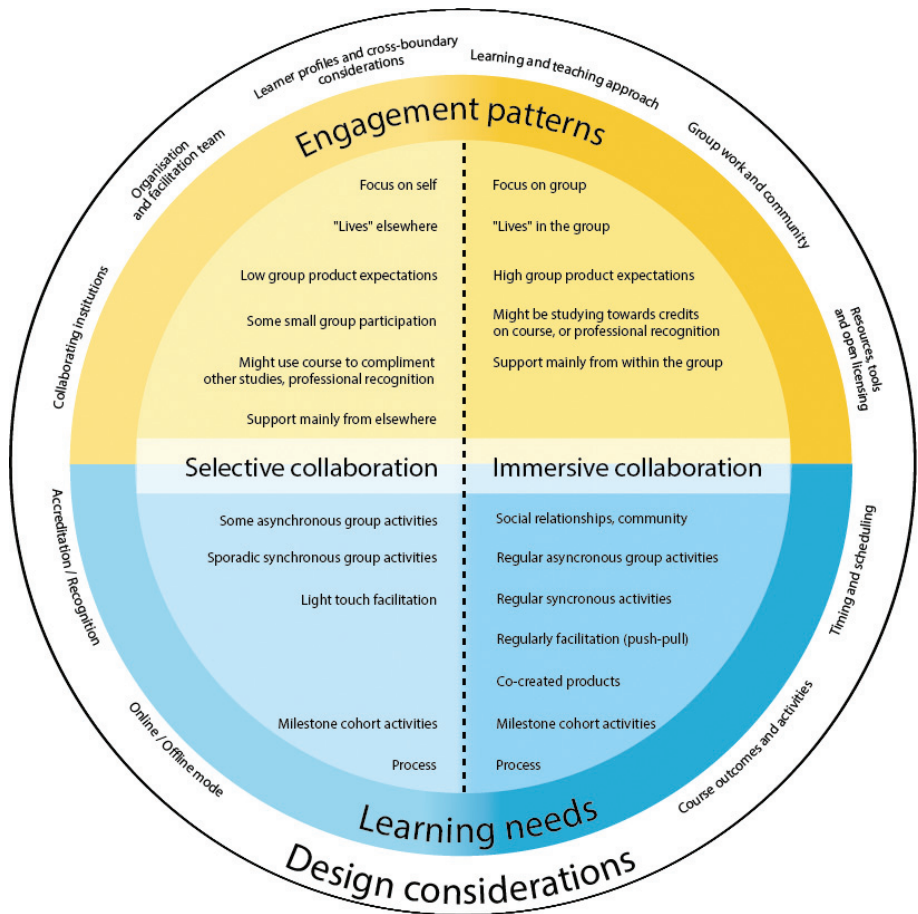 Learner profiles and cross-boundary
considerations
Learning and teaching approach
Organisation
and facilitation team
Group work and community
Collaborating institutions
Resources, tools
and open licensing
Engagement patterns
Focus on self
Focus on group
"Lives" elsewhere
"Lives" in the group
Low group product expectations
High group product expectations
Some small group participation
Might be studying towards credits
on course, or professional recognition
Might use course to compliment
other studies, professional recognition
Support mainly from within the group
Support mainly from elsewhere
Selective collaboration
Immersive collaboration
Some asynchronous group activities
Social relationships, community
Sporadic synchronous group activities
Regular asyncronous group activities
Light touch facilitation
Regular syncronous activities
Regularly facilitation (push-pull)
Co-created products
Milestone cohort activities
Milestone cohort activities
Process
Process
Learning needs
Accreditation / Recognition
Timing and scheduling
Online / Offline mode
Course outcomes and activities
Design considerations